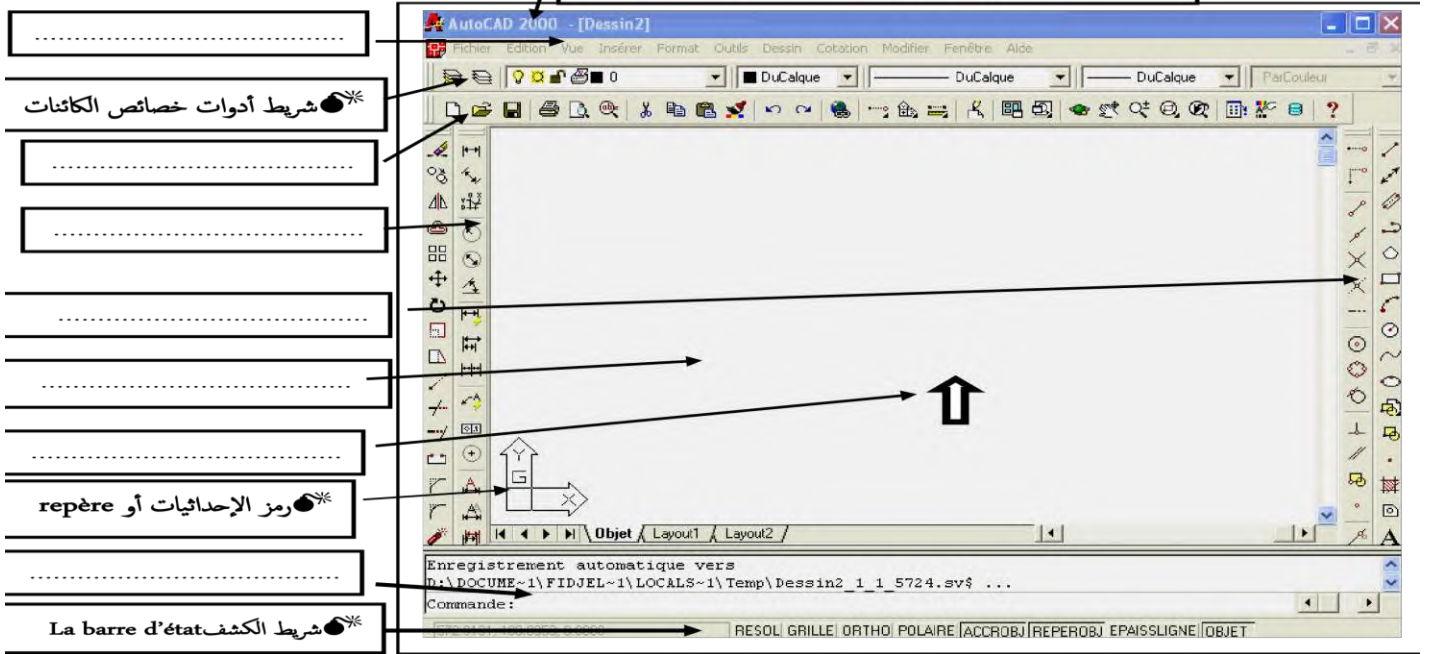 AutoCAD 2000 - [Dessin2]
Fichier Edition Vue Insérer Format Outils Dessin Cotation Modifier Fenêtre Aide
0 DuCalque DuCalque DuCalque ParCouleur
........................................
شريط أدوات خصائص الكائنات
.......................................
........................................
........................................
........................................
........................................
رمز الإحداثيات أو repère
........................................
شريط الكشف La barre d'état
Y
G
X
Objet Layout1 Layout2
Enregistrement automatique vers
D:\DOCUME~1\FIDJEL~1\LOCALS~1\Temp\Dessin2_1_1_5724.sv$ ...
Commande:
RESOL GRILLE ORTHO POLAIRE ACCROBJ REPEROBJ EPAISSLIGNE OBJET